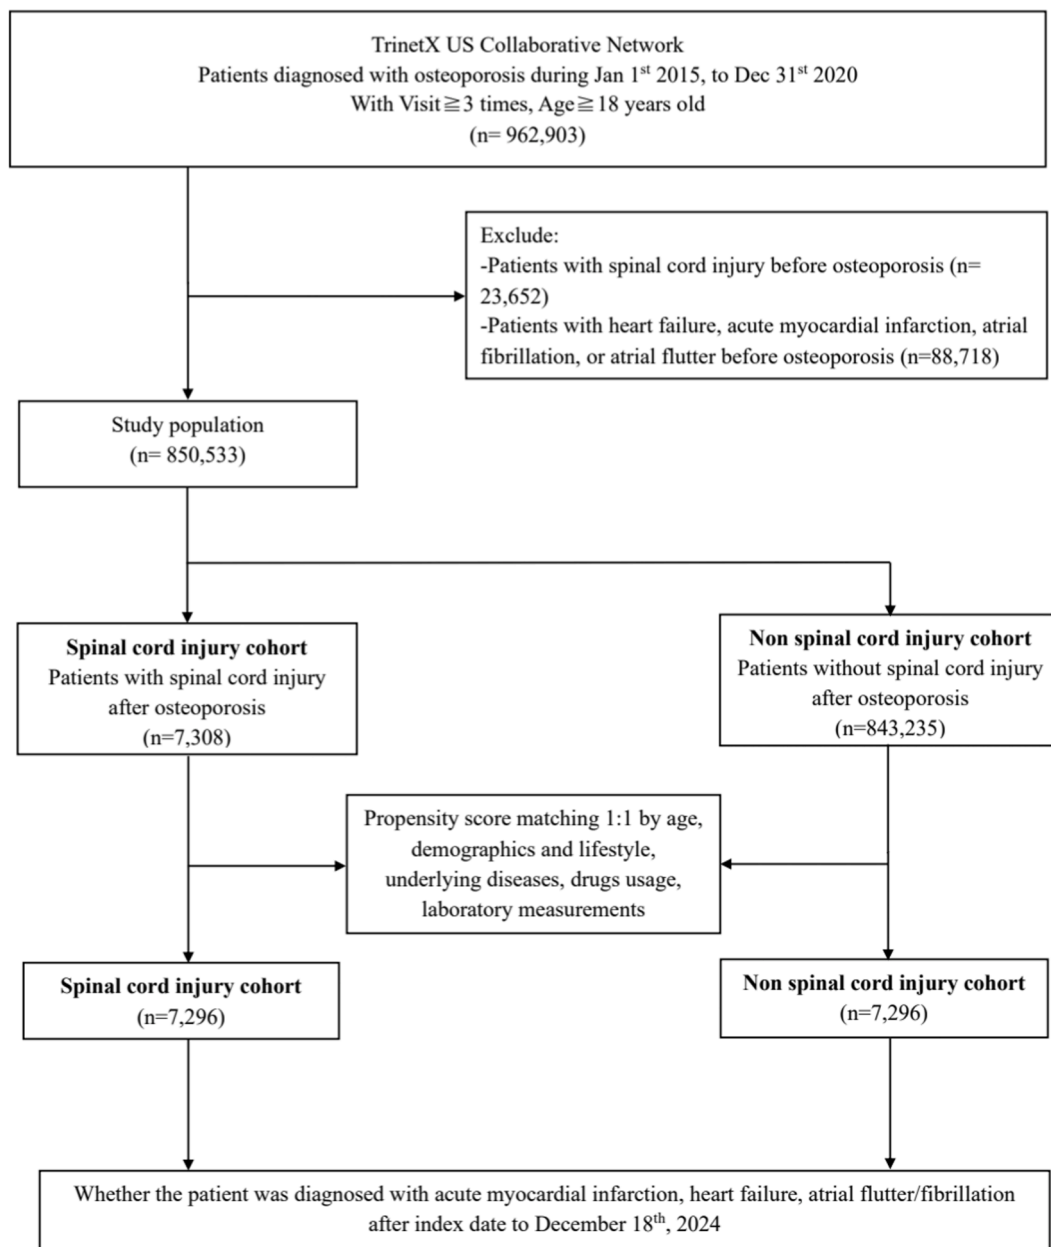 TrinetX US Collaborative Network
Patients diagnosed with osteoporosis during Jan 1st 2015, to Dec 31st 2020
With Visit≧3 times, Age≧18 years old
(n= 962,903)
Exclude:
-Patients with spinal cord injury before osteoporosis (n=
23,652)
-Patients with heart failure, acute myocardial infarction, atrial
fibrillation, or atrial flutter before osteoporosis (n=88,718)
Study population
(n= 850,533)
Spinal cord injury cohort
Patients with spinal cord injury
after osteoporosis
(n=7,308)
Non spinal cord injury cohort
Patients without spinal cord injury
after osteoporosis
(n=843,235)
Propensity score matching 1:1 by age,
demographics and lifestyle,
underlying diseases, drugs usage,
laboratory measurements
Spinal cord injury cohort
(n=7,296)
Non spinal cord injury cohort
(n=7,296)
Whether the patient was diagnosed with acute myocardial infarction, heart failure, atrial flutter/fibrillation
after index date to December 18th, 2024